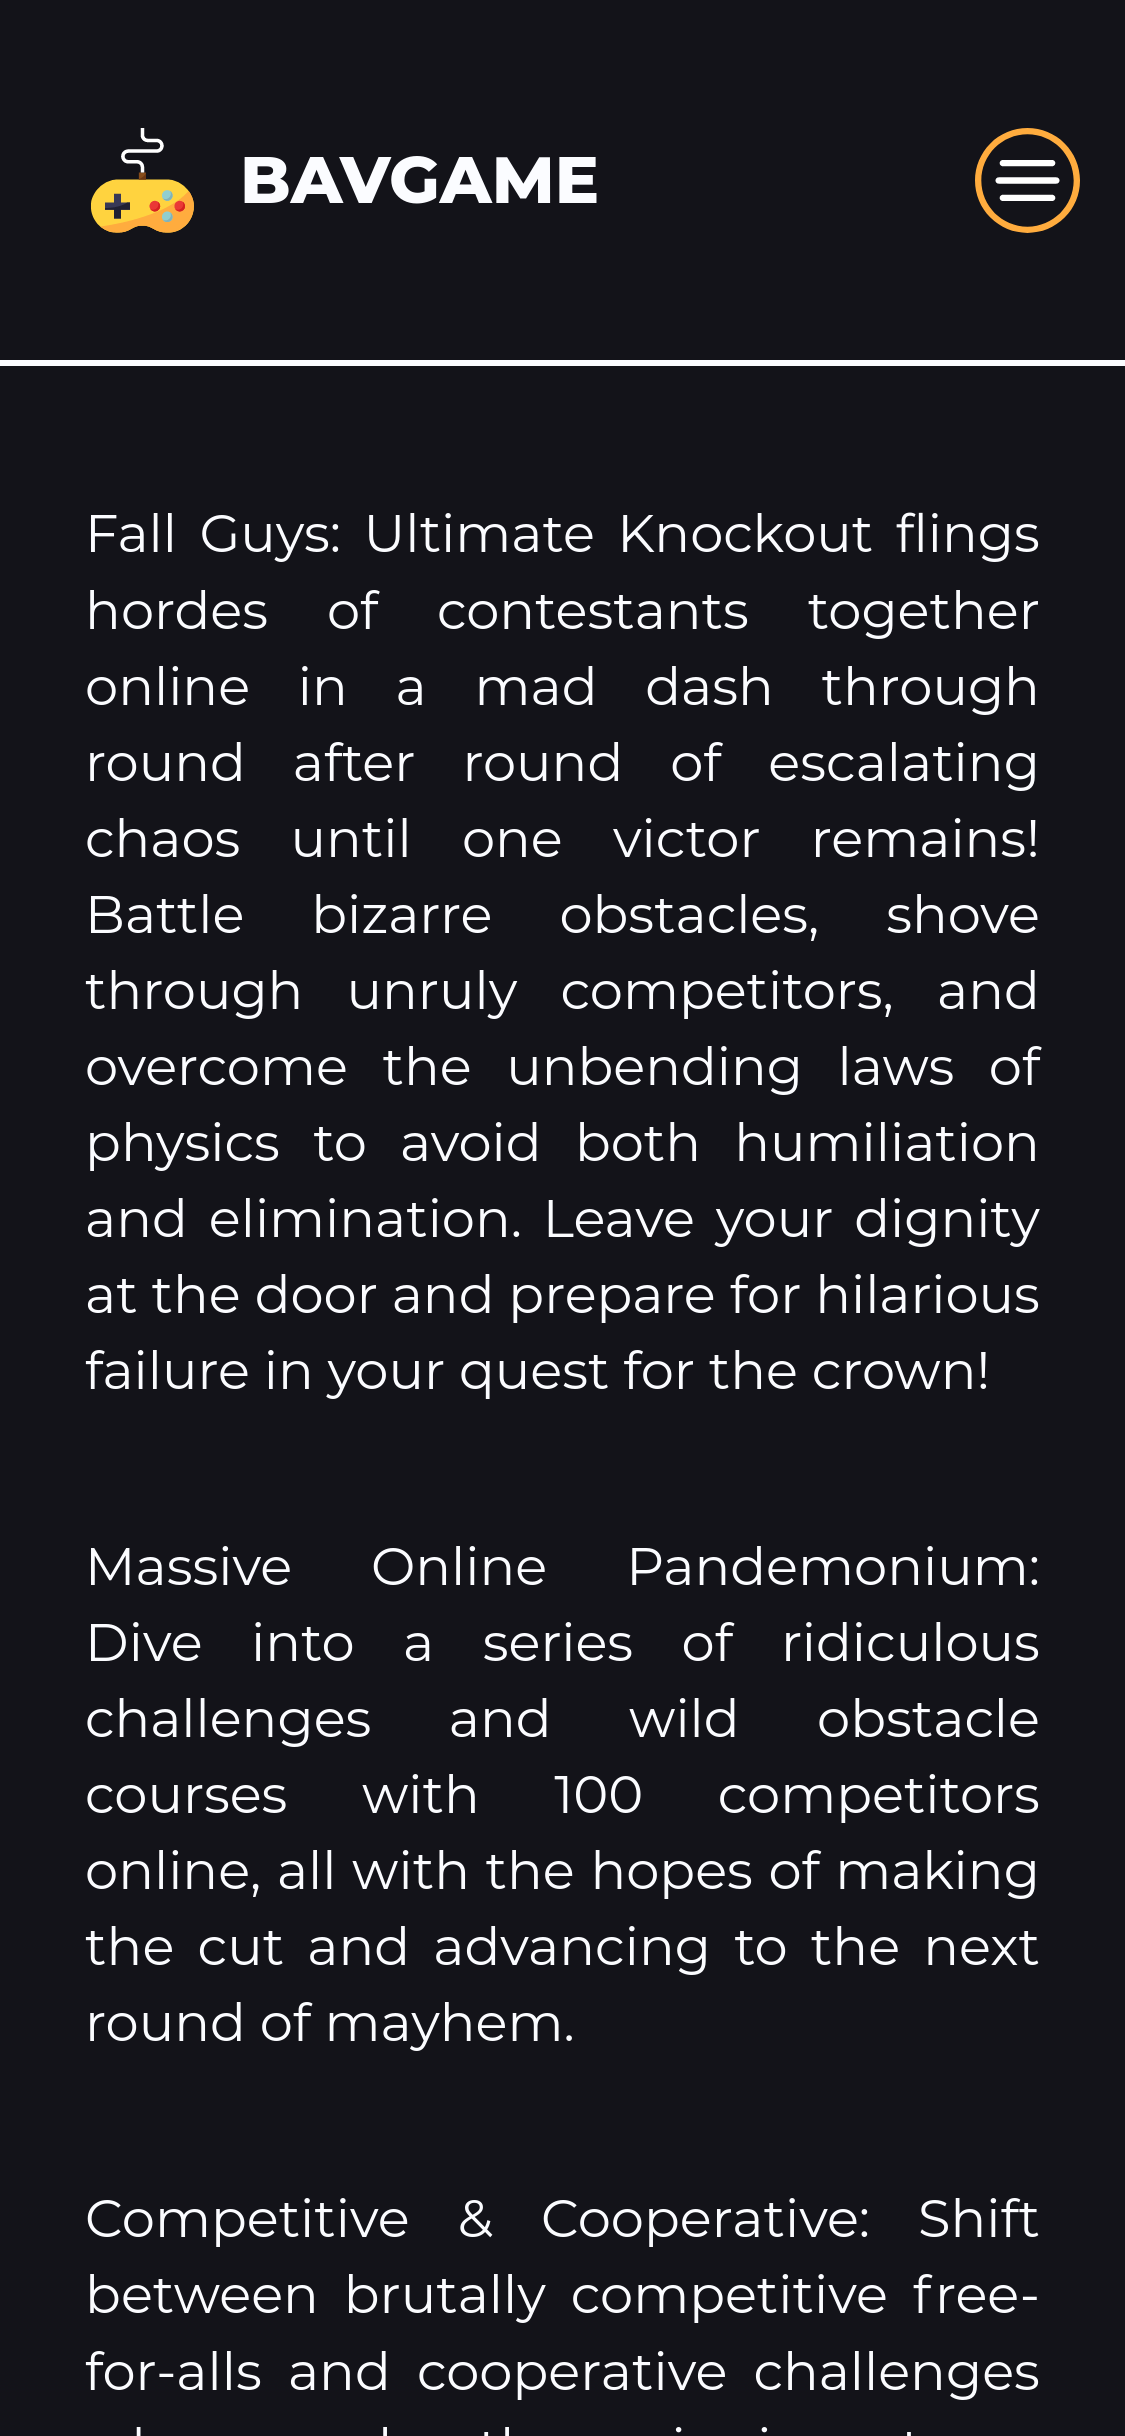 BAVGAME
Fall Guys: Ultimate Knockout flings
hordes of contestants together
online in a mad dash through
round after round of escalating
chaos until one victor remains!
Battle bizarre obstacles, shove
through unruly competitors, and
overcome the unbending laws of
physics to avoid both humiliation
and elimination. Leave your dignity
at the door and prepare for hilarious
failure in your quest for the crown!
Massive Online Pandemonium:
Dive into a series of ridiculous
challenges and wild obstacle
courses with 100 competitors
online, all with the hopes of making
the cut and advancing to the next
round of mayhem.
Competitive & Cooperative: Shift
between brutally competitive free-
for-alls and cooperative challenges